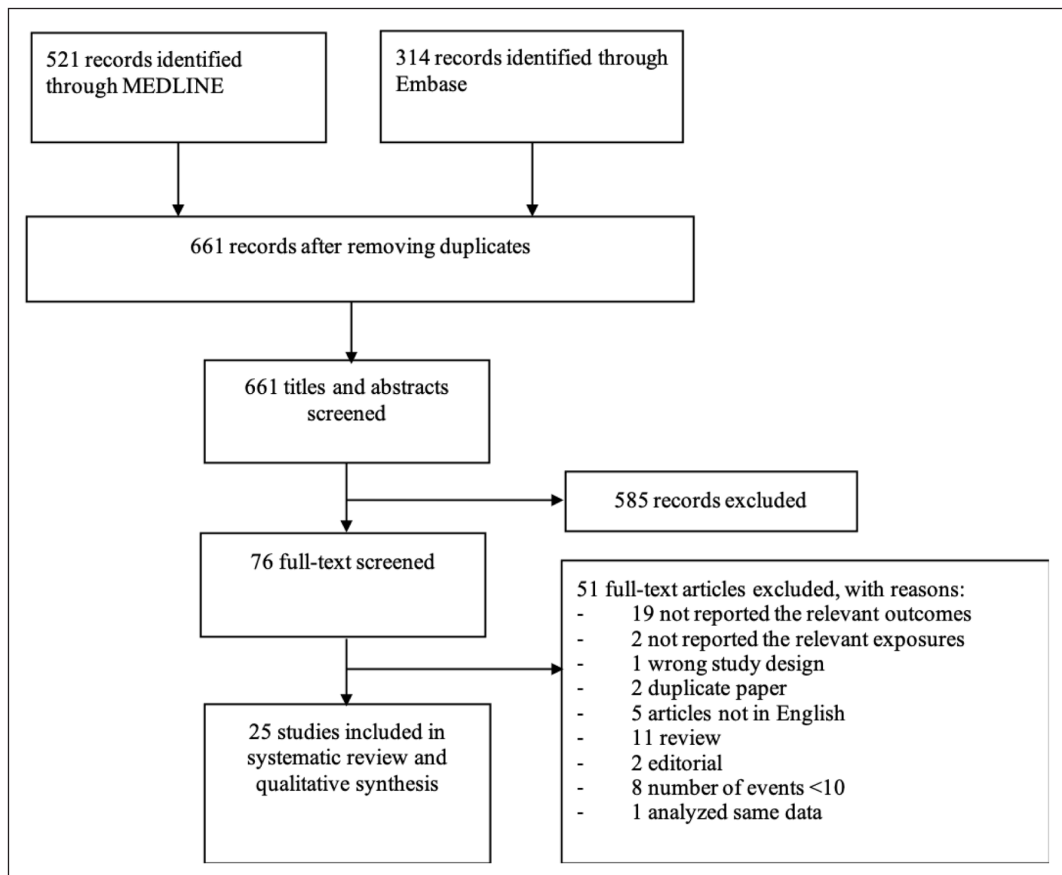 521 records identified
through MEDLINE
314 records identified through
Embase
661 records after removing duplicates
661 titles and abstracts
screened
585 records excluded
76 full-text screened
51 full-text articles excluded, with reasons:
- 19 not reported the relevant outcomes
- 2 not reported the relevant exposures
- 1 wrong study design
- 2 duplicate paper
- 5 articles not in English
- 11 review
- 2 editorial
- 8 number of events <10
- 1 analyzed same data
25 studies included in
systematic review and
qualitative synthesis